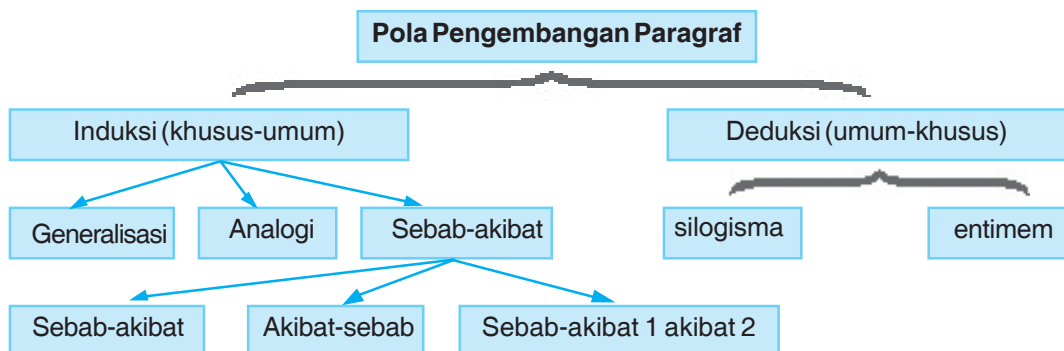 Pola Pengembangan Paragraf
Induksi (khusus-umum)
Deduksi (umum-khusus)
Generalisasi
Analogi
Sebab-akibat
silogisma
entimem
Sebab-akibat
Akibat-sebab
Sebab-akibat 1 akibat 2